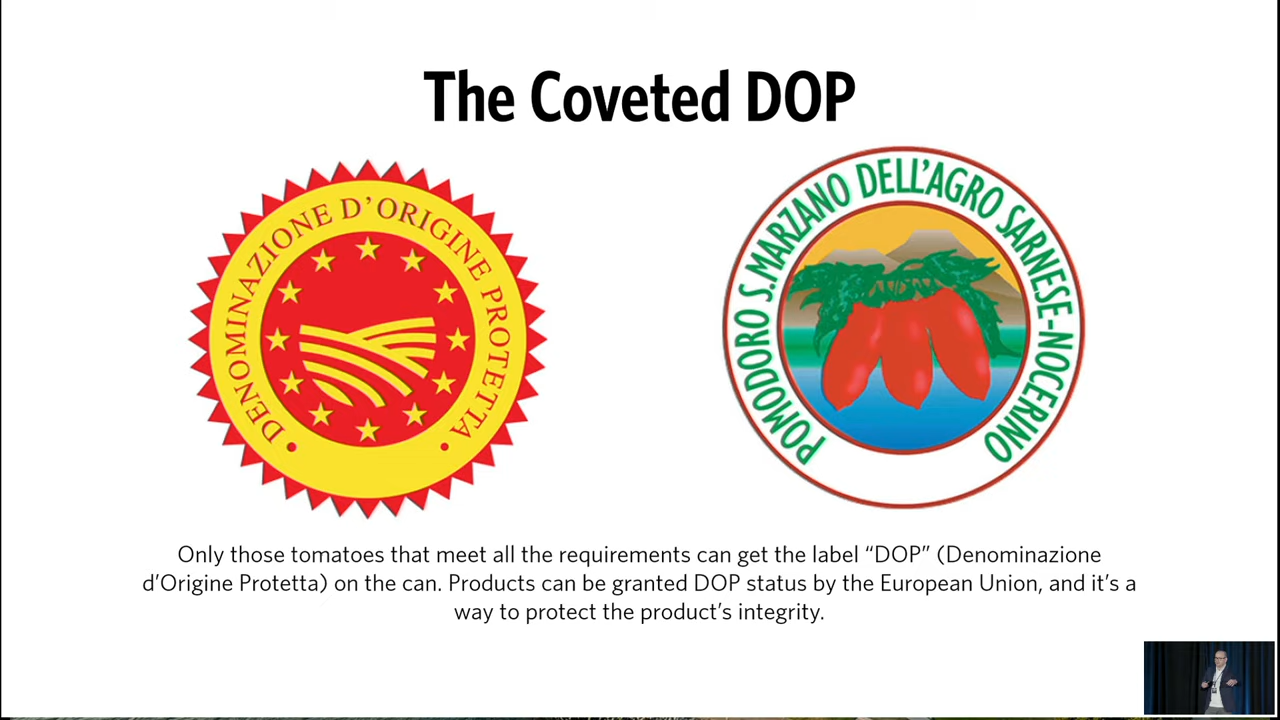 The Coveted DOP
DENOMINAZIONE D'ORIGINE PROTETTA
POMODORO S.MARZANO DELL'AGRO SARNESE-NOCERINO
Only those tomatoes that meet all the requirements can get the label “DOP” (Denominazione
d'Origine Protetta) on the can. Products can be granted DOP status by the European Union, and it's a
way to protect the product's integrity.